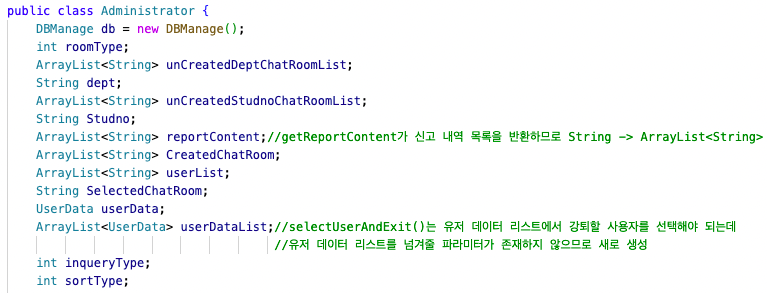 public class Administrator {
DBManage db = new DBManage();
int roomType;
ArrayList<String> unCreatedDeptChatRoomList;
String dept;
ArrayList<String> unCreatedStudnoChatRoomList;
String Studno;
ArrayList<String> reportContent;//getReportContent가 신고 내역 목록을 반환하므로 String -> ArrayList<String>
ArrayList<String> CreatedChatRoom;
ArrayList<String> userList;
String SelectedChatRoom;
UserData userData;
ArrayList<UserData> userDataList;//selectUserAndExit()는 유저 데이터 리스트에서 강퇴할 사용자를 선택해야 되는데
//유저 데이터 리스트를 넘겨줄 파라미터가 존재하지 않으므로 새로 생성
int inqueryType;
int sortType;